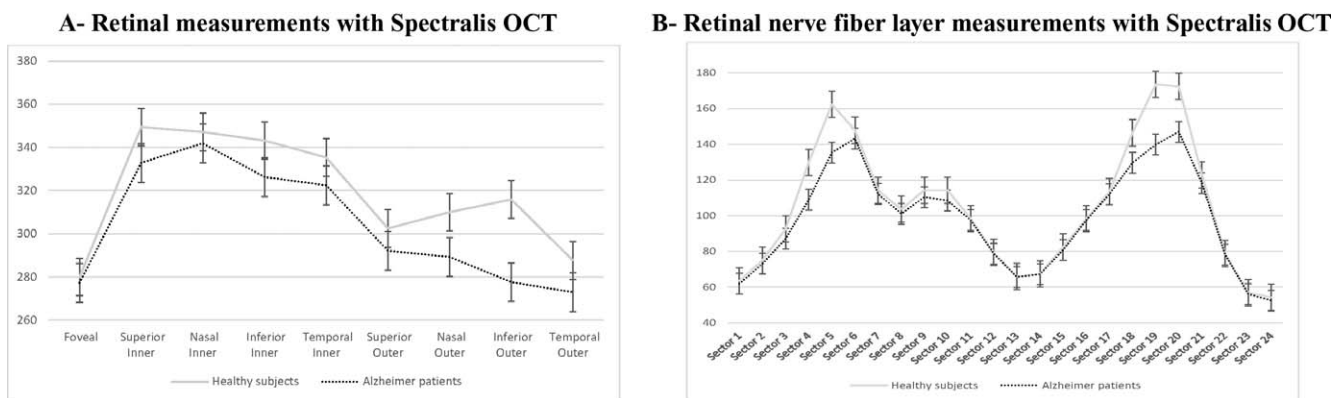 A- Retinal measurements with Spectralis OCT
380
360
340
320
300
280
260
Foveal
Superior
Inner
Nasal
Inner
Inferior
Inner
Temporal
Inner
Superior
Outer
Nasal
Outer
Inferior
Outer
Temporal
Outer
Healthy subjects
Alzheimer patients
B- Retinal nerve fiber layer measurements with Spectralis OCT
180
160
140
120
100
80
60
40
Sector 1
Sector 2
Sector 3
Sector 4
Sector 5
Sector 6
Sector 7
Sector 8
Sector 9
Sector 10
Sector 11
Sector 12
Sector 13
Sector 14
Sector 15
Sector 16
Sector 17
Sector 18
Sector 19
Sector 20
Sector 21
Sector 22
Sector 23
Sector 24
Healthy subjects
Alzheimer patients